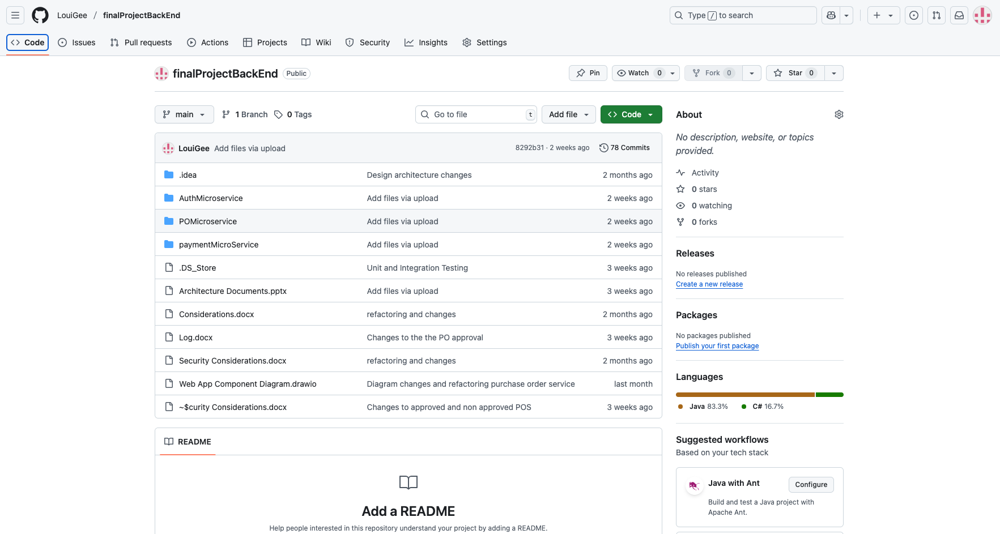 LouiGee / finalProjectBackEnd
Type / to search
Code Issues Pull requests Actions Projects Wiki Security Insights Settings
finalProjectBackEnd Public
Pin Watch 0 Fork 0 Star 0
main 1 Branch 0 Tags
Go to file t Add file Code
LouiGee Add files via upload 8292b31 · 2 weeks ago 78 Commits
.idea Design architecture changes 2 months ago
AuthMicroservice Add files via upload 2 weeks ago
POMicroservice Add files via upload 2 weeks ago
paymentMicroService Add files via upload 2 weeks ago
.DS_Store Unit and Integration Testing 3 weeks ago
Architecture Documents.pptx Add files via upload 3 weeks ago
Considerations.docx refactoring and changes 2 months ago
Log.docx Changes to the the PO approval 3 weeks ago
Security Considerations.docx refactoring and changes 2 months ago
Web App Component Diagram.drawio Diagram changes and refactoring purchase order service last month
~$curity Considerations.docx Changes to approved and non approved POS 3 weeks ago
README
Add a README
Help people interested in this repository understand your project by adding a README.
About
No description, website, or topics
provided.
Activity
0 stars
0 watching
0 forks
Releases
No releases published
Create a new release
Packages
No packages published
Publish your first package
Languages
Java 83.3% C# 16.7%
Suggested workflows
Based on your tech stack
Java with Ant
Configure
Build and test a Java project with
Apache Ant.